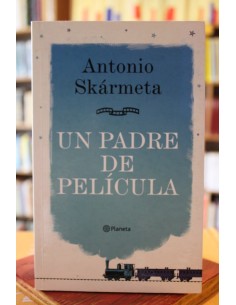 Antonio
Skármeta
UN PADRE
DE
PELÍCULA
Planeta